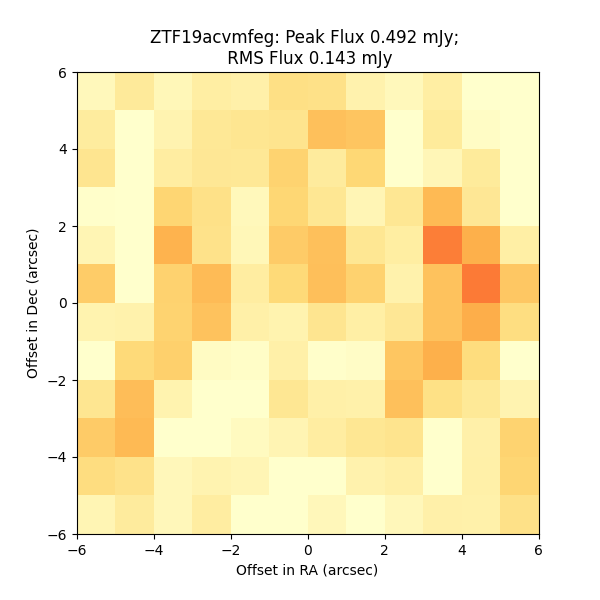 ZTF19acvmfeg: Peak Flux 0.492 mJy;
RMS Flux 0.143 mJy
6
4
2
0
−2
−4
−6
Offset in Dec (arcsec)
−6 −4 −2 0 2 4 6
Offset in RA (arcsec)